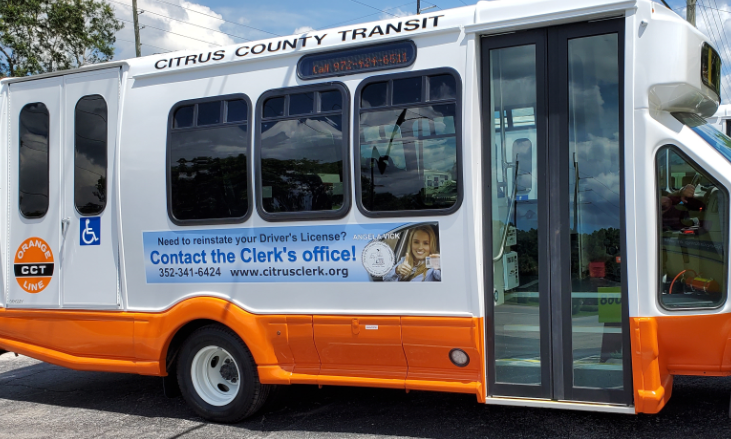 CITRUS COUNTY TRANSIT
Need to reinstate your Driver's License?
Contact the Clerk's office!
352-341-6424 www.citrusclerk.org
ANGELA VICK
ORANGE
CCT
LINE